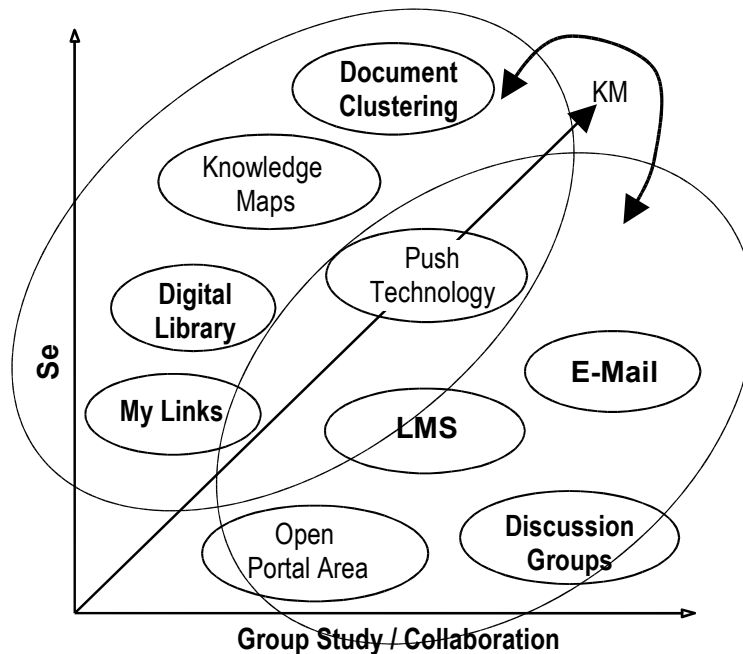 Document
Clustering
KM
Knowledge
Maps
Push
Technology
Digital
Library
Se
E-Mail
My Links
LMS
Open
Portal Area
Discussion
Groups
Group Study / Collaboration